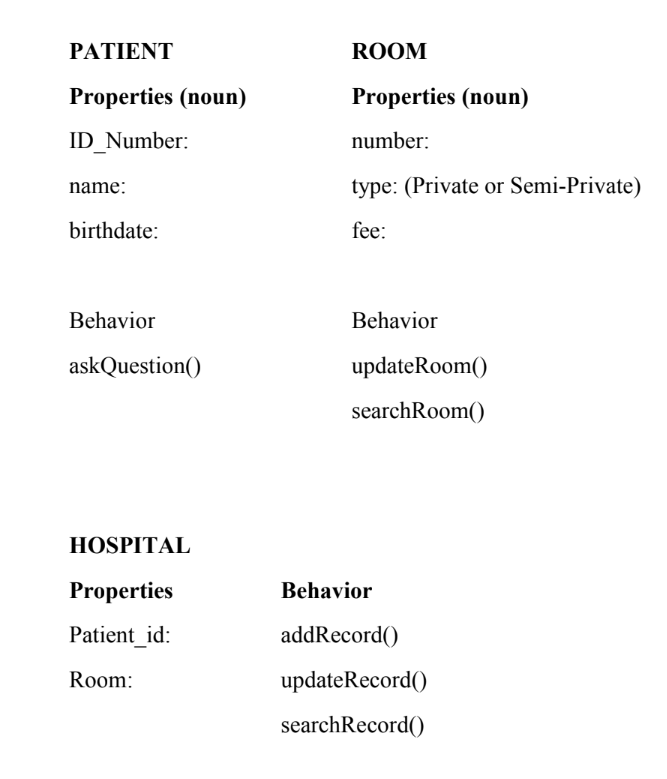 PATIENT ROOM
Properties (noun) Properties (noun)
ID_Number: number:
name: type: (Private or Semi-Private)
birthdate: fee:
Behavior Behavior
askQuestion() updateRoom()
searchRoom()
HOSPITAL
Properties Behavior
Patient_id: addRecord()
Room: updateRecord()
searchRecord()